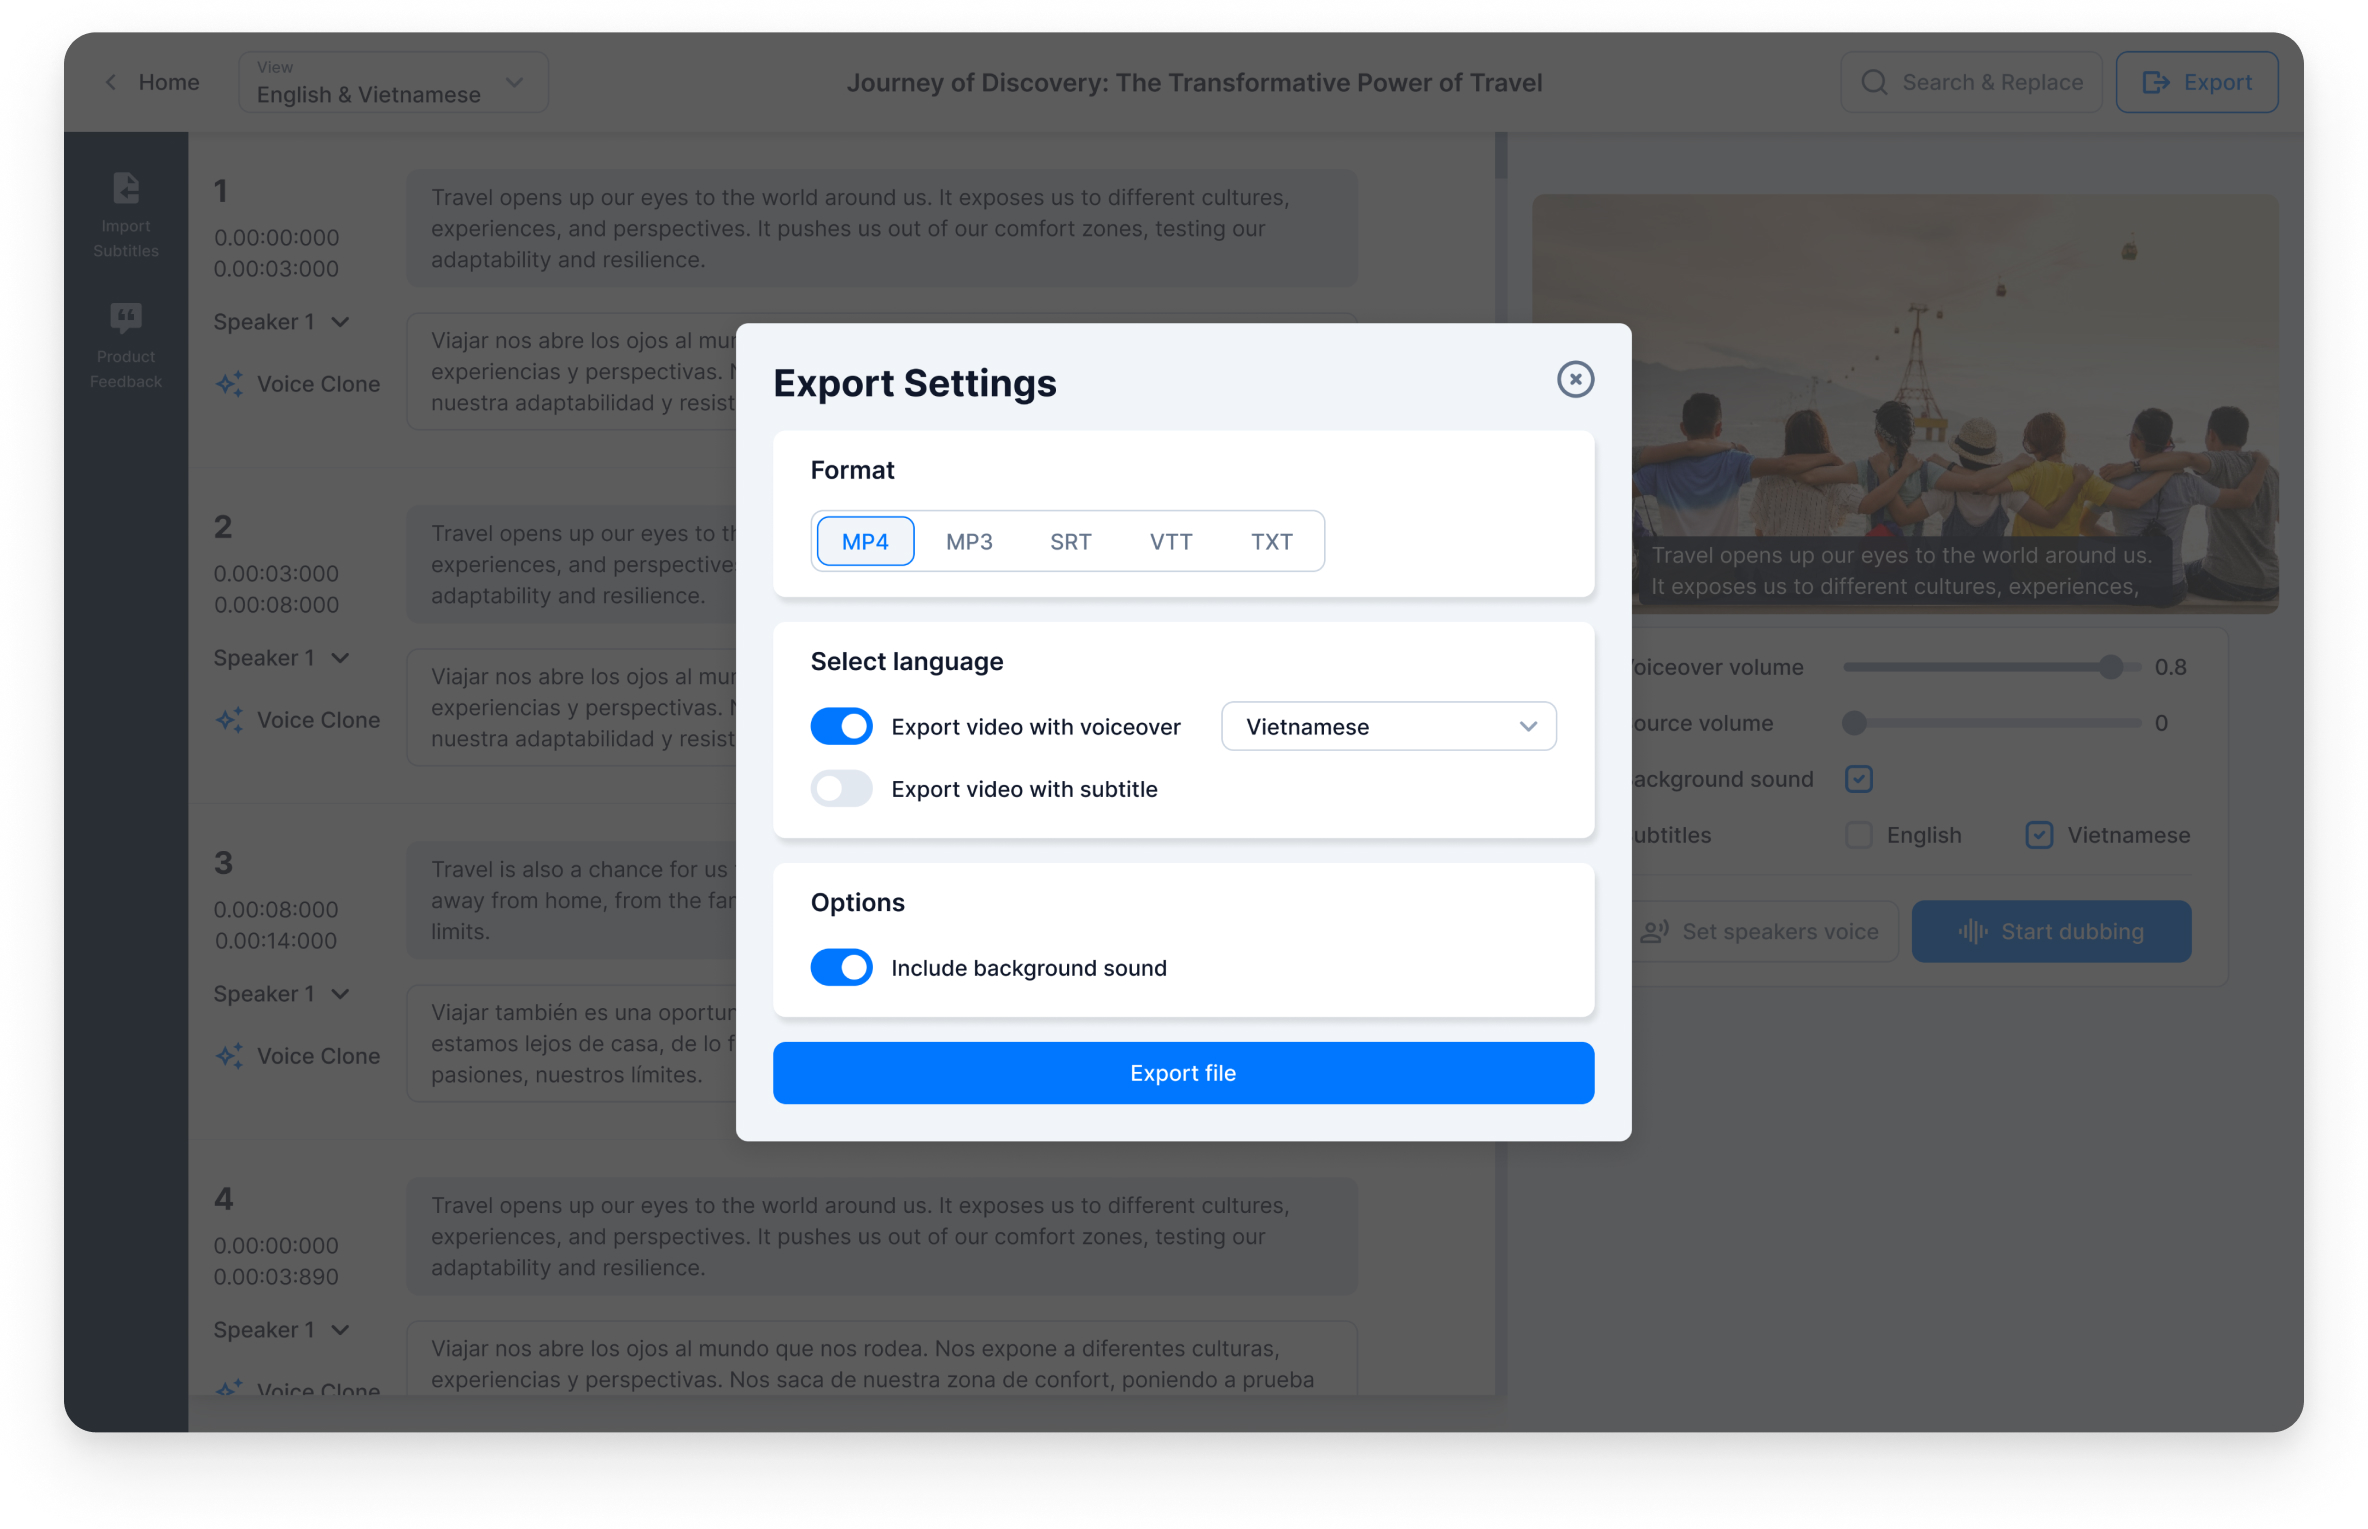 Home
View
English & Vietnamese
Journey of Discovery: The Transformative Power of Travel
Search & Replace
Export
Import
Subtitles
Product
Feedback
1
0.00:00:000
0.00:03:000
Speaker 1
Voice Clone
Travel opens up our eyes to the world around us. It exposes us to different cultures,
experiences, and perspectives. It pushes us out of our comfort zones, testing our
adaptability and resilience.
Viajar nos abre los ojos al
experiencias y perspectivas.
nuestra adaptabilidad y
2
0.00:03:000
0.00:08:000
Speaker 1
Voice Clone
Travel opens up our eyes to
experiences, and
adaptability and resilience.
Viajar nos abre los ojos al
experiencias y perspectivas.
nuestra adaptabilidad y
3
0.00:08:000
0.00:14:000
Speaker 1
Voice Clone
Travel is also a chance for us
away from home, from the
limits.
Viajar también es una
estamos lejos de casa, de lo
pasiones, nuestros límites.
4
0.00:00:000
0.00:03:890
Speaker 1
Voice Clone
Travel opens up our eyes to the world around us. It exposes us to different cultures,
experiences, and perspectives. It pushes us out of our comfort zones, testing our
adaptability and resilience.
Viajar nos abre los ojos al mundo que nos rodea. Nos expone a diferentes culturas,
experiencias y perspectivas. Nos saca de nuestra zona de confort, poniendo a prueba
Export Settings
Format
MP4 MP3 SRT VTT TXT
Select language
Export video with voiceover
Vietnamese
Export video with subtitle
Options
Include background sound
Export file
Travel opens up our eyes to the world around us.
It exposes us to different cultures, experiences,
volume 0.8
volume 0
sound
English Vietnamese
Set speakers voice
Start dubbing